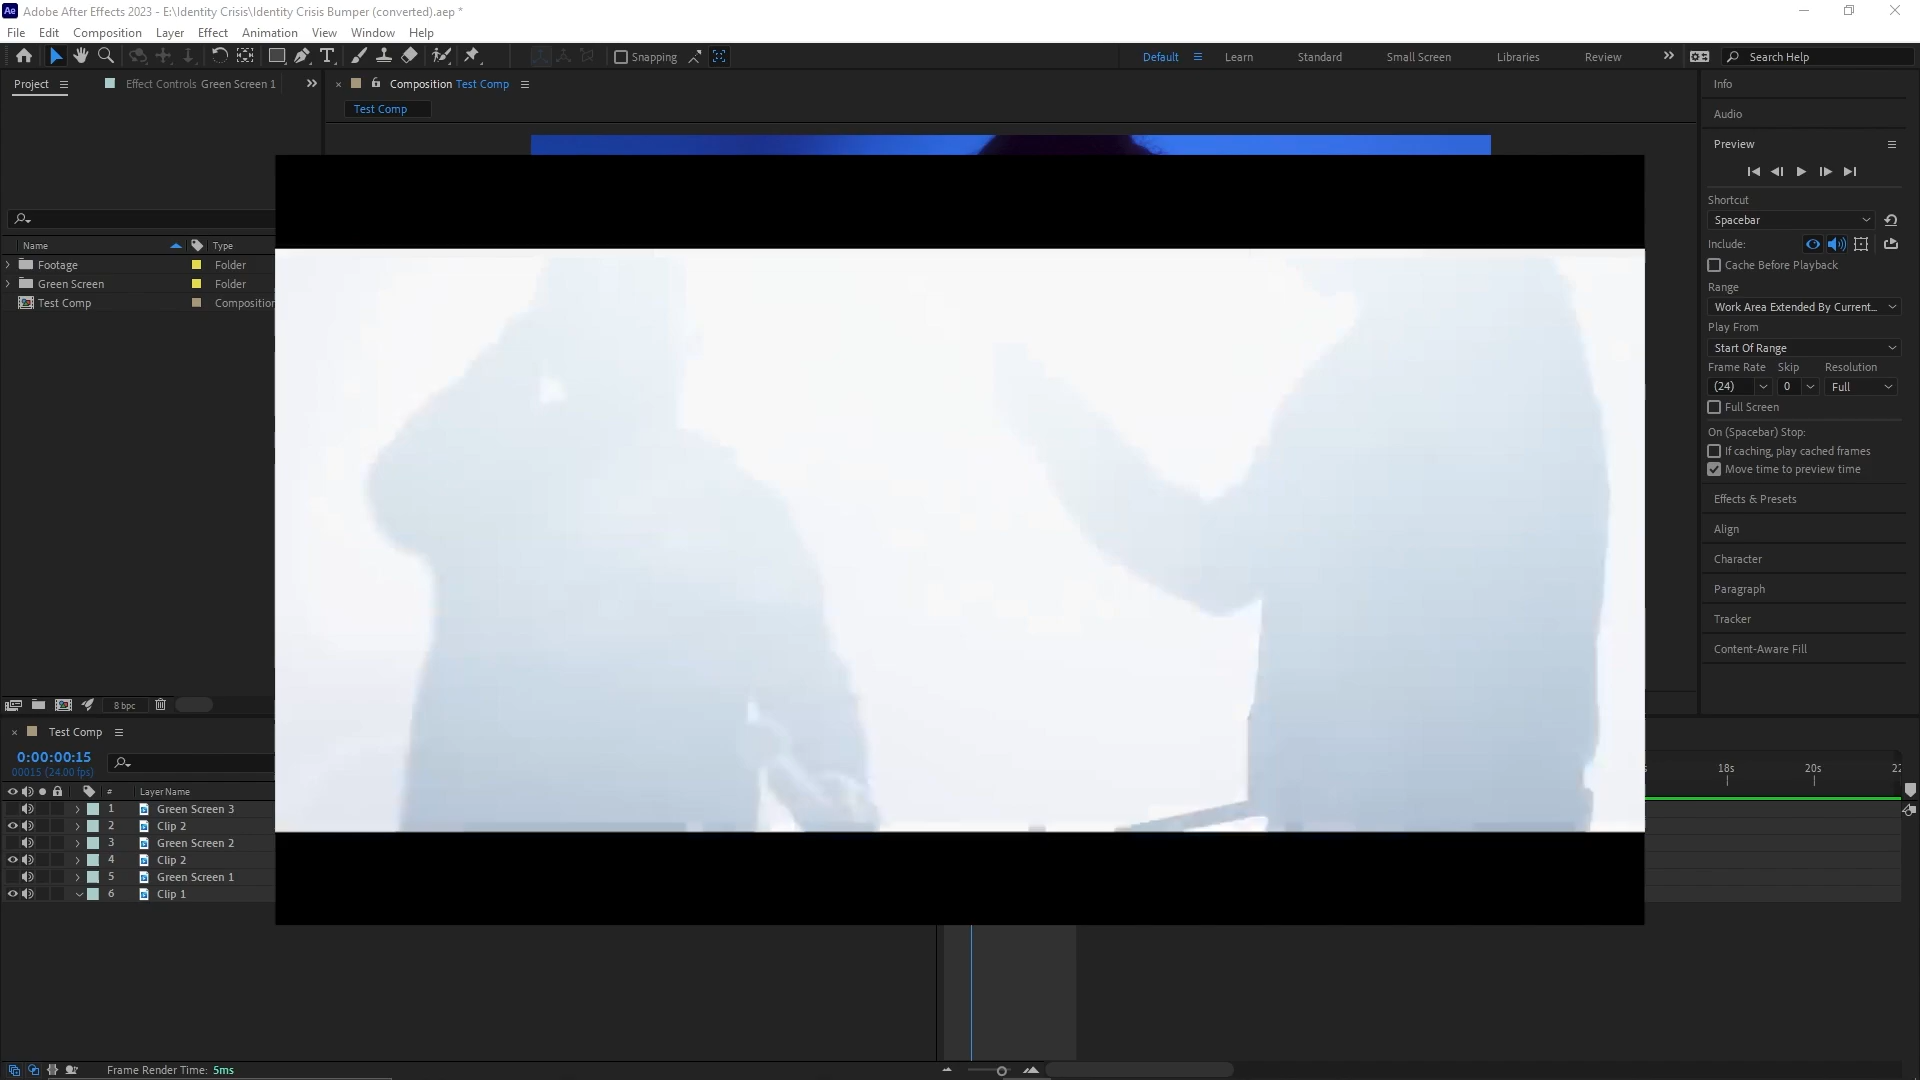 Ae Adobe After Effects 2023 - E:\Identity Crisis\Identity Crisis Bumper (converted).aep *
File Edit Composition Layer Effect Animation View Window Help
Snapping Default Learn Standard Small Screen Libraries Review Search Help
Project Effect Controls Green Screen 1 Composition Test Comp Info
Test Comp
Audio
Preview
Shortcut
Spacebar
Name Type Include:
Footage Folder Cache Before Playback
Green Screen Folder Range
Test Comp Composition Work Area Extended By Current...
Play From
Start Of Range
Frame Rate Skip Resolution
(24) 0 Full
Full Screen
On (Spacebar) Stop:
If caching, play cached frames
Move time to preview time
Effects & Presets
Align
Character
Paragraph
Tracker
Content-Aware Fill
8 bpc
Test Comp
0:00:00:15
00015 (24.00 fps) 18s 20s 22
# Layer Name
1 Green Screen 3
2 Clip 2
3 Green Screen 2
4 Clip 2
5 Green Screen 1
6 Clip 1
Frame Render Time: 5ms